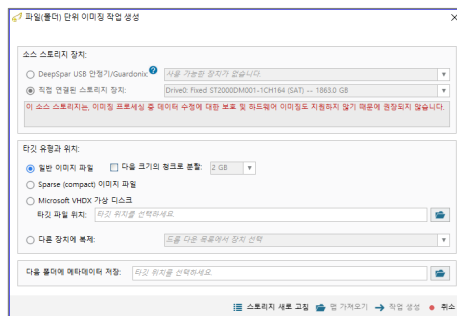 파일(폴더) 단위 이미징 작업 생성
소스 스토리지 장치:
DeepSpar USB 안정기/Guardonix: 사용 가능한 장치가 없습니다.
직접 연결된 스토리지 장치: Drive0: Fixed ST2000DM001-1CH164 (SATA) -- 1863.0 GB
이 소스 스토리지는, 이미징 프로세싱 중 데이터 수정에 대한 보호 및 하드웨어 이미징도 지원하지 않기 때문에 권장되지 않습니다.
타깃 유형과 위치:
일반 이미지 파일 다음 크기의 청크로 분할: 2 GB
Sparse (compact) 이미지 파일
Microsoft VHDX 가상 디스크
타깃 파일 위치: 타깃 위치를 선택하세요.
다른 장치에 복제: 드롭 다운 목록에서 장치 선택
다음 폴더에 메타데이터 저장: 타깃 위치를 선택하세요.
스토리지 새로 고침 맵 가져오기 작업 생성 취소